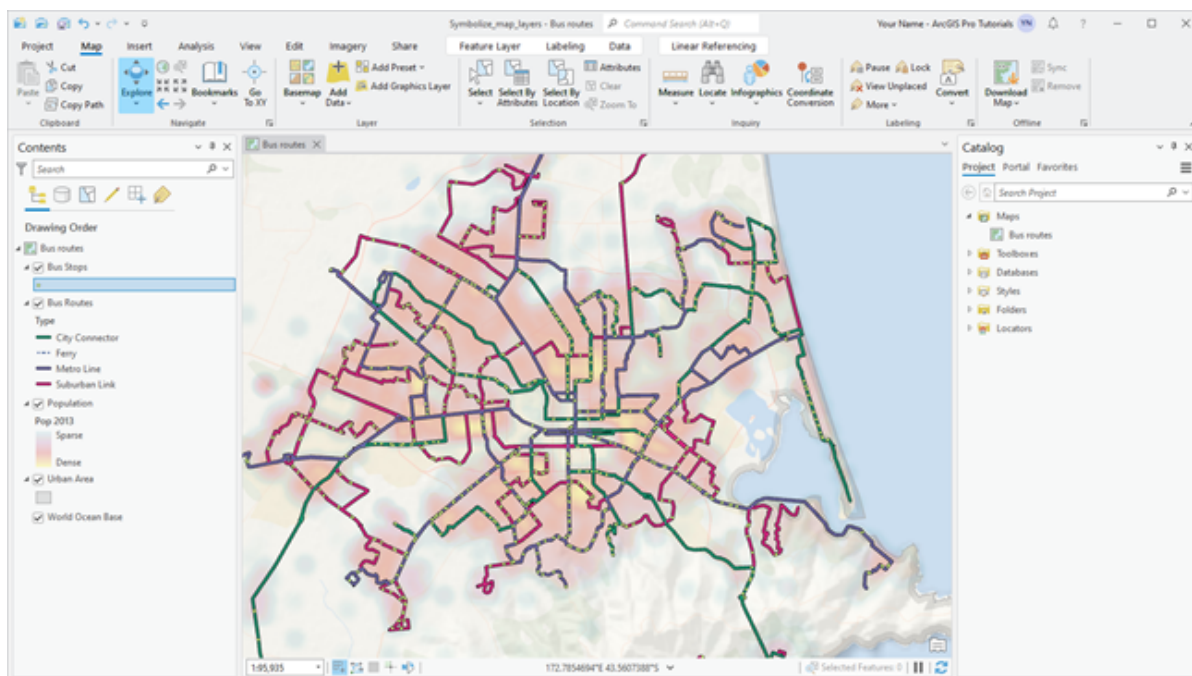 Symbolize_map_layers - Bus routes
Command Search (Alt+Q)
Your Name - ArcGIS Pro Tutorials YN ?
Project Map Insert Analysis View Edit Imagery Share Feature Layer Labeling Data Linear Referencing
Paste
Cut
Copy
Copy Path
Clipboard
Explore
Bookmarks
Go To XY
Navigate
Basemap
Add Data
Add Preset
Add Graphics Layer
Layer
Select
Select By Attributes
Select By Location
Attributes
Clear
Zoom To
Selection
Measure
Locate
Infographics
Coordinate Conversion
Inquiry
Pause
Lock
View Unplaced
More
Convert
Labeling
Download Map
Sync
Remove
Offline
Contents
Search
Drawing Order
Bus routes
Bus Stops
Bus Routes
Type
City Connector
Ferry
Metro Line
Suburban Link
Population
Pop 2013
Sparse
Dense
Urban Area
World Ocean Base
Bus routes
1:95,935
172.7854694°E 43.5607388°S
Selected Features: 0
Catalog
Project Portal Favorites
Search Project
Maps
Bus routes
Toolboxes
Databases
Styles
Folders
Locators